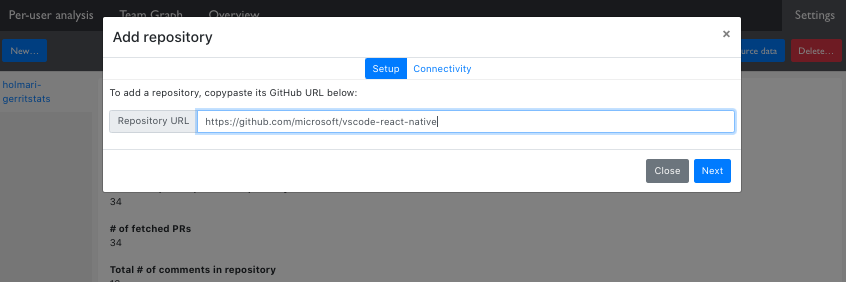 Per-user analysis Team Graph Overview Settings
Add repository ×
New... urce data Delete...
Setup Connectivity
holmari-gerritstats
To add a repository, copypaste its GitHub URL below:
Repository URL https://github.com/microsoft/vscode-react-native
Close Next
34
# of fetched PRs
34
Total # of comments in repository